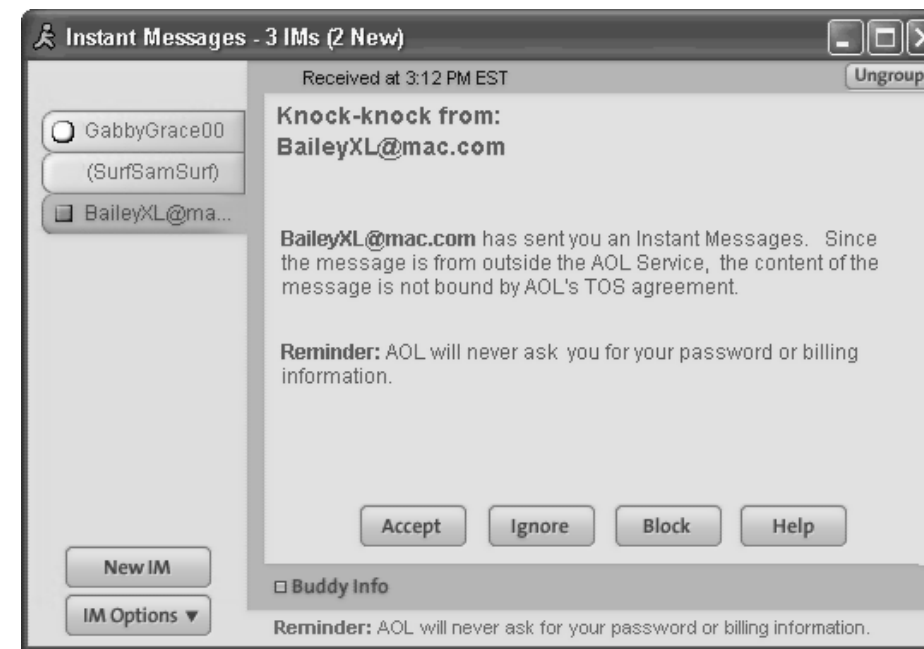 Instant Messages - 3 IMs (2 New)
Received at 3:12 PM EST
Ungroup
GabbyGrace00
(SurfSamSurf)
BaileyXL@ma...
Knock-knock from:
BaileyXL@mac.com
BaileyXL@mac.com has sent you an Instant Messages. Since
the message is from outside the AOL Service, the content of the
message is not bound by AOL's TOS agreement.
Reminder: AOL will never ask you for your password or billing
information.
Accept Ignore Block Help
New IM
IM Options ▼
Buddy Info
Reminder: AOL will never ask for your password or billing information.